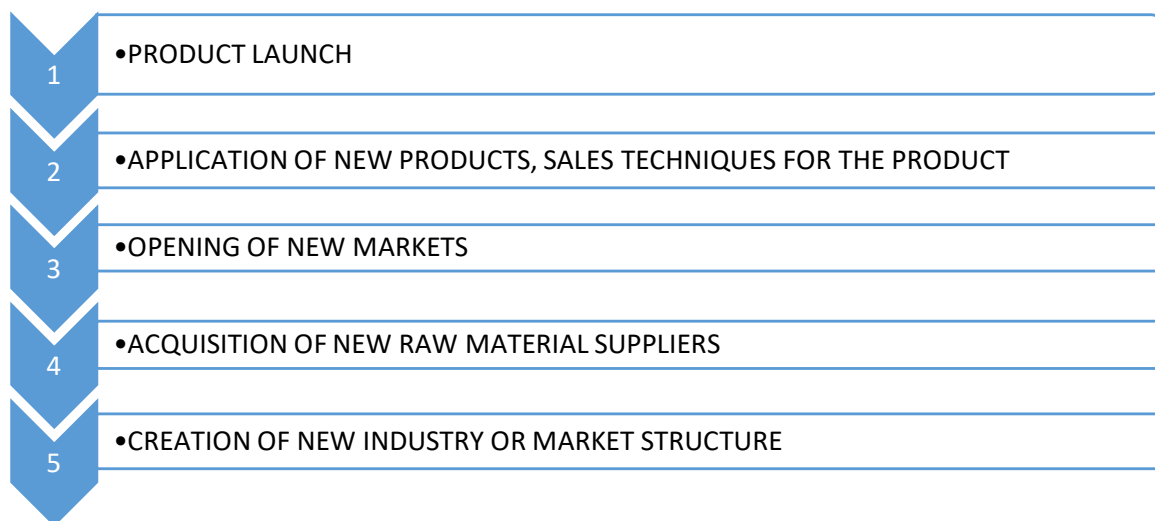 1
•PRODUCT LAUNCH
2
•APPLICATION OF NEW PRODUCTS, SALES TECHNIQUES FOR THE PRODUCT
3
•OPENING OF NEW MARKETS
4
•ACQUISITION OF NEW RAW MATERIAL SUPPLIERS
5
•CREATION OF NEW INDUSTRY OR MARKET STRUCTURE